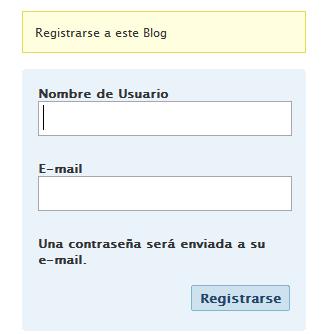 Registrarse a este Blog
Nombre de Usuario
E-mail
Una contraseña será enviada a su
e-mail.
Registrarse